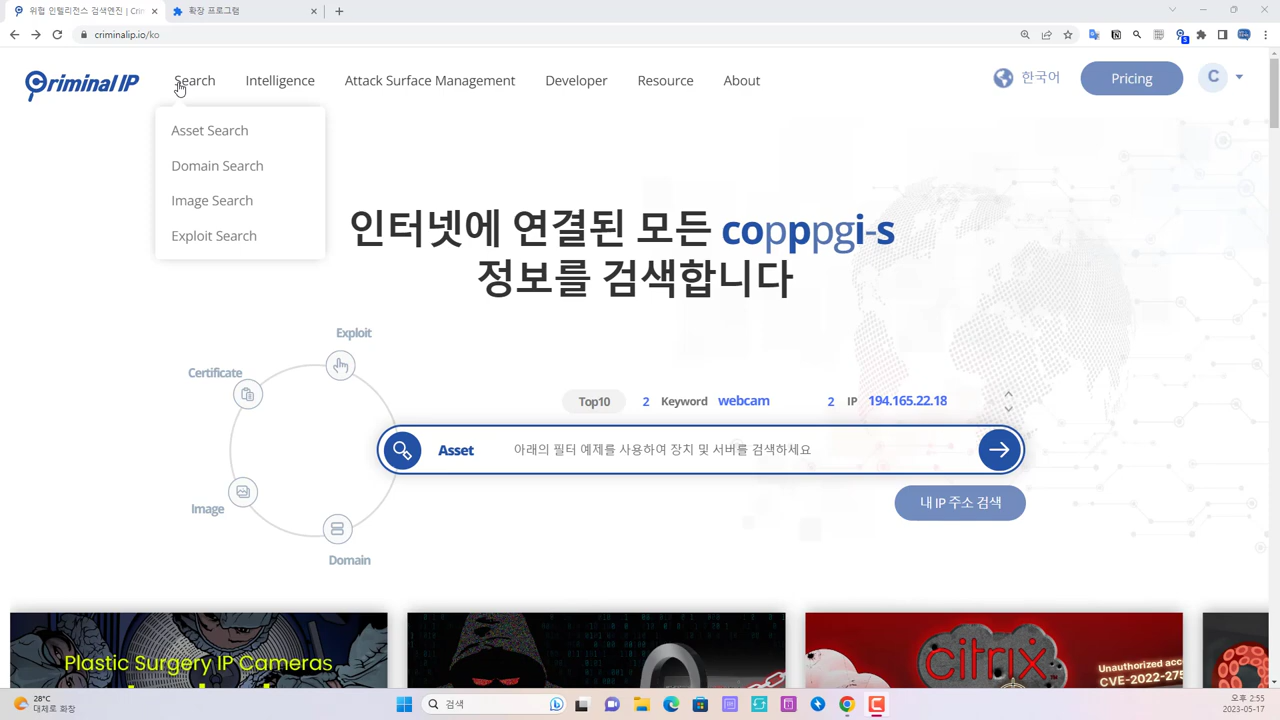 위협 인텔리전스 검색엔진 | Crim
확장 프로그램
criminalip.io/ko
Criminal IP
Search
Intelligence
Attack Surface Management
Developer
Resource
About
한국어
Pricing
C
Asset Search
Domain Search
Image Search
Exploit Search
인터넷에 연결된 모든 copppgi-s
정보를 검색합니다
Exploit
Certificate
Image
Domain
Top10 2 Keyword webcam 2 IP 194.165.22.18
Asset 아래의 필터 예제를 사용하여 장치 및 서버를 검색하세요
내 IP 주소 검색
Plastic Surgery IP Cameras
citrix
Unauthorized acc
CVE-2022-275
28°C
대체로 화창
검색
오후 2:55
2023-05-17